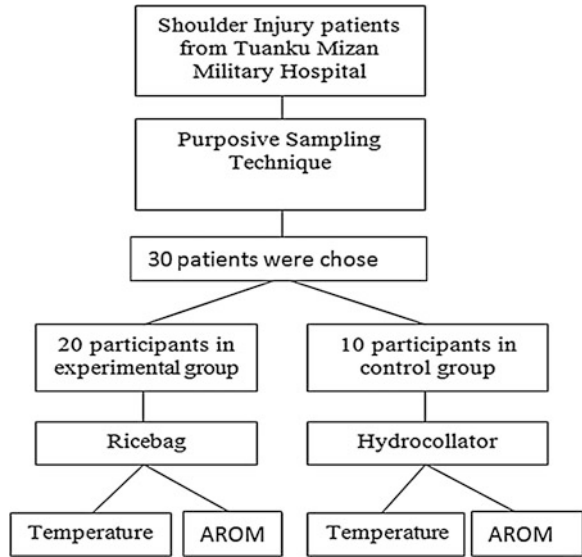 Shoulder Injury patients
from Tuanku Mizan
Military Hospital
Purposive Sampling
Technique
30 patients were chose
20 participants in
experimental group
10 participants in
control group
Ricebag
Hydrocollator
Temperature
AROM
Temperature
AROM